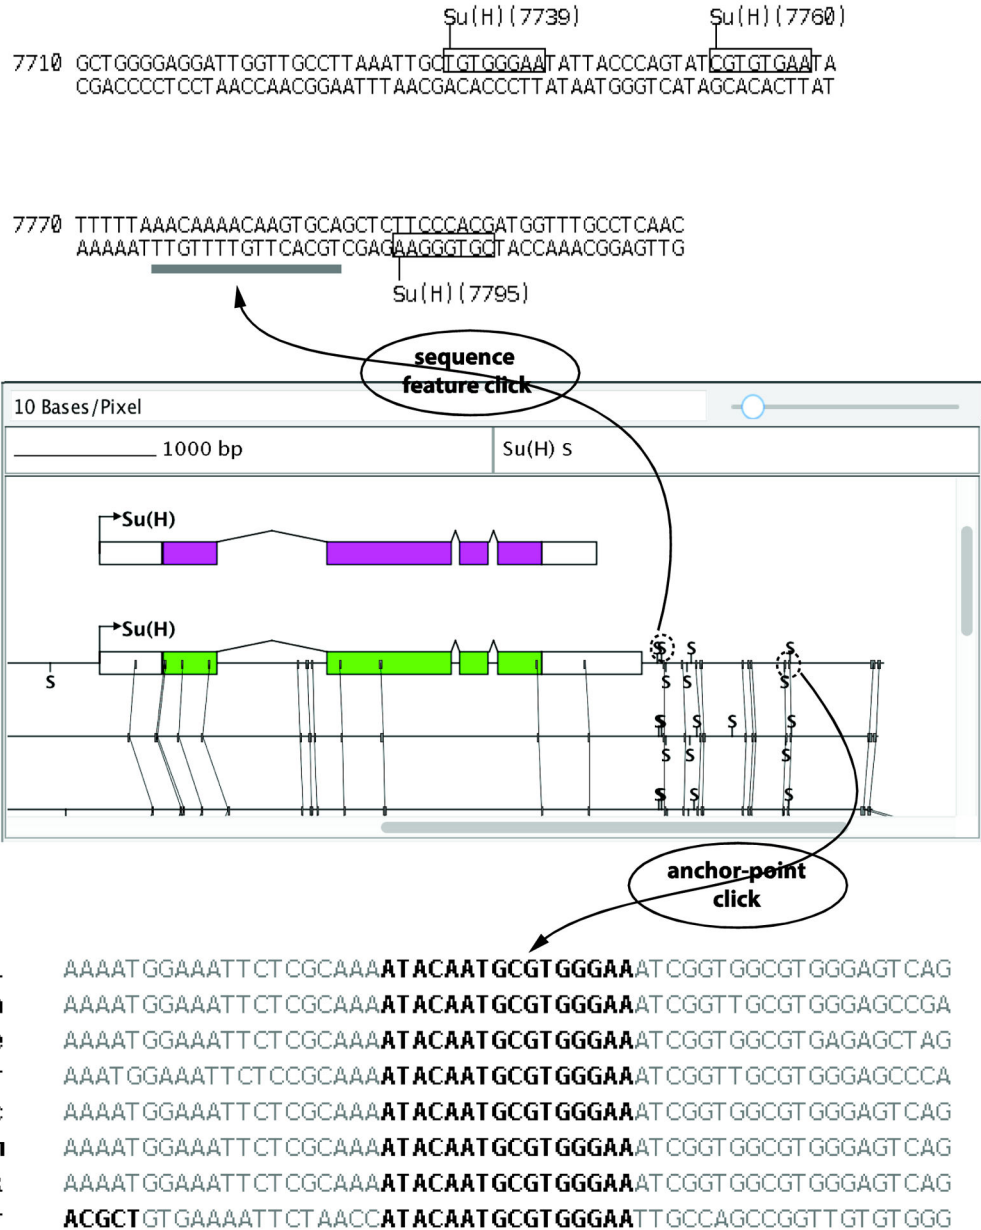 Su(H)(7739)
Su(H)(7760)
7710 GCTGGGGAGGATTGGTTGCCTTAAATTGCTGTGGGAATATTACCCAGTATCGTGTGAATA
CGACCCCTCCTAACCAACGGAATTTAACGACACCCTTATAATGGGTCATAGCACACTTAT
7770 TTTTTAAACAAAACAAGTGCAGCTCTTCCCACGATGGTTTGCCTCAAC
AAAAATTTGTTTTGTTCACGTCGAGAAGGGTGCTACCAAACGGAGTTG
Su(H)(7795)
sequence
feature click
10 Bases/Pixel
1000 bp
Su(H) S
Su(H)
Su(H)
S S S S
S S S S
S S S S S
S S S
S S S S
anchor-point
click
AAAATGGAAATTCTCGCAAAATACAATGCGTGGGAAATCGGTGGCGTGGGAGTCAG
AAAATGGAAATTCTCGCAAAATACAATGCGTGGGAAATCGGTTGCGTGGGAGCCGA
e AAAATGGAAATTCTCGCAAAATACAATGCGTGGGAAATCGGTGGCGTGAGAGCTAG
AAATGGAAATTCTCCGCAAAATACAATGCGTGGGAAATCGGTTGCGTGGGAGCCCA
c AAAATGGAAATTCTCGCAAAATACAATGCGTGGGAAATCGGTGGCGTGGGAGTCAG
AAAATGGAAATTCTCGCAAAATACAATGCGTGGGAAATCGGTGGCGTGGGAGTCAG
AAAATGGAAATTCTCGCAAAATACAATGCGTGGGAAATCGGTGGCGTGGGAGTCAG
ACGCTGTGAAAATTCTAACCATACAATGCGTGGGAATTGCCAGCCGGTTGTGTGGG